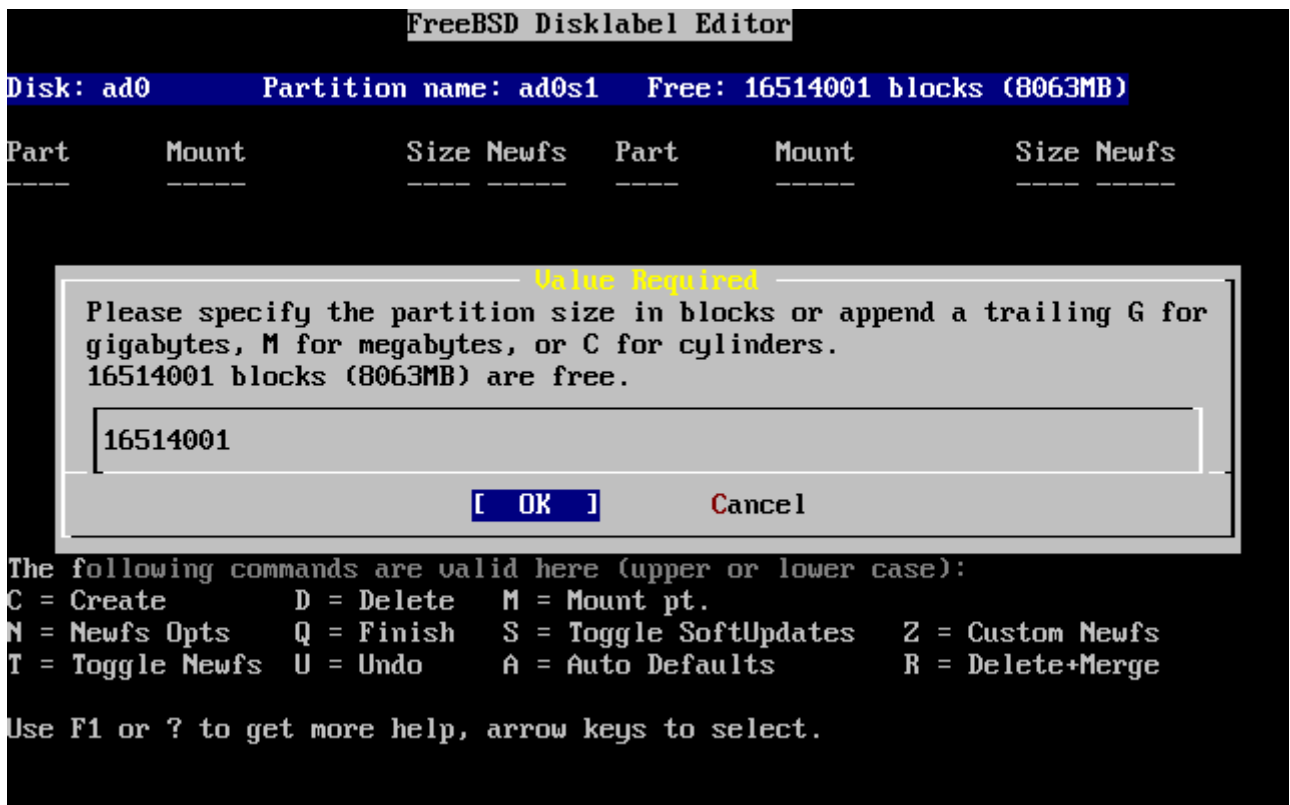 FreeBSD Disklabel Editor
Disk: ad0 Partition name: ad0s1 Free: 16514001 blocks (8063MB)
Part Mount Size Newfs Part Mount Size Newfs
---- ----- ---- ----- ---- ----- ---- -----
Value Required
Please specify the partition size in blocks or append a trailing G for
gigabytes, M for megabytes, or C for cylinders.
16514001 blocks (8063MB) are free.
16514001
[ OK ] Cancel
The following commands are valid here (upper or lower case):
C = Create D = Delete M = Mount pt.
N = Newfs Opts Q = Finish S = Toggle SoftUpdates Z = Custom Newfs
T = Toggle Newfs U = Undo A = Auto Defaults R = Delete+Merge
Use F1 or ? to get more help, arrow keys to select.